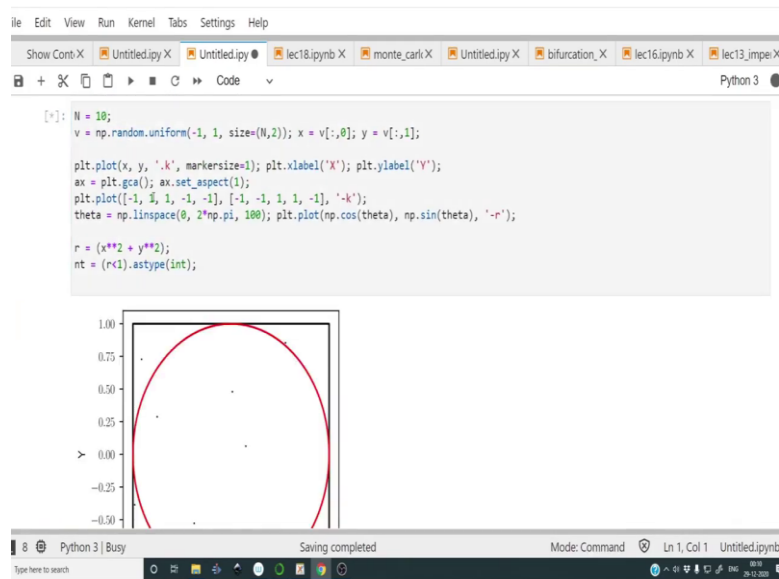 ile Edit View Run Kernel Tabs Settings Help
Show Cont X Untitled.ipy X Untitled.ipy lec18.ipynb X monte_carl X Untitled.ipy X bifurcation_ X lec16.ipynb X lec13_impe X
Code Python 3
[*]: N = 10;
v = np.random.uniform(-1, 1, size=(N,2)); x = v[:,0]; y = v[:,1];
plt.plot(x, y, '.k', markersize=1); plt.xlabel('X'); plt.ylabel('Y');
ax = plt.gca(); ax.set_aspect(1);
plt.plot([-1, 1, 1, -1, -1], [-1, -1, 1, 1, -1], '-k');
theta = np.linspace(0, 2*np.pi, 100); plt.plot(np.cos(theta), np.sin(theta), '-r');
r = (x**2 + y**2);
nt = (r<1).astype(int);
1.00
0.75
0.50
0.25
Y 0.00
−0.25
−0.50
8 Python 3 | Busy Saving completed Mode: Command Ln 1, Col 1 Untitled.ipynb
Type here to search ENG 00:10
29-12-2020